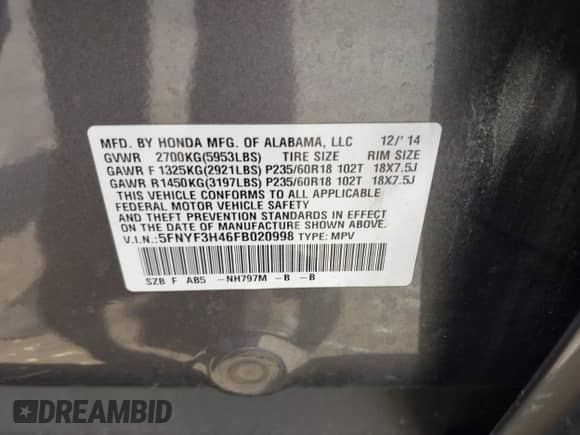 MFD. BY HONDA MFG. OF ALABAMA, LLC 12/'14
GVWR 2700KG(5953LBS) TIRE SIZE RIM SIZE
GAWR F 1325KG(2921LBS) P235/60R18 102T 18X7.5J
GAWR R 1450KG(3197LBS) P235/60R18 102T 18X7.5J
THIS VEHICLE CONFORMS TO ALL APPLICABLE
FEDERAL MOTOR VEHICLE SAFETY
AND THEFT PREVENTION STANDARDS IN EFFECT
ON THE DATE OF MANUFACTURE SHOWN ABOVE.
V.I.N.: 5FNYF3H46FB020998 TYPE: MPV
SZB F AB5 -NH797M -B -B
DREAMBID